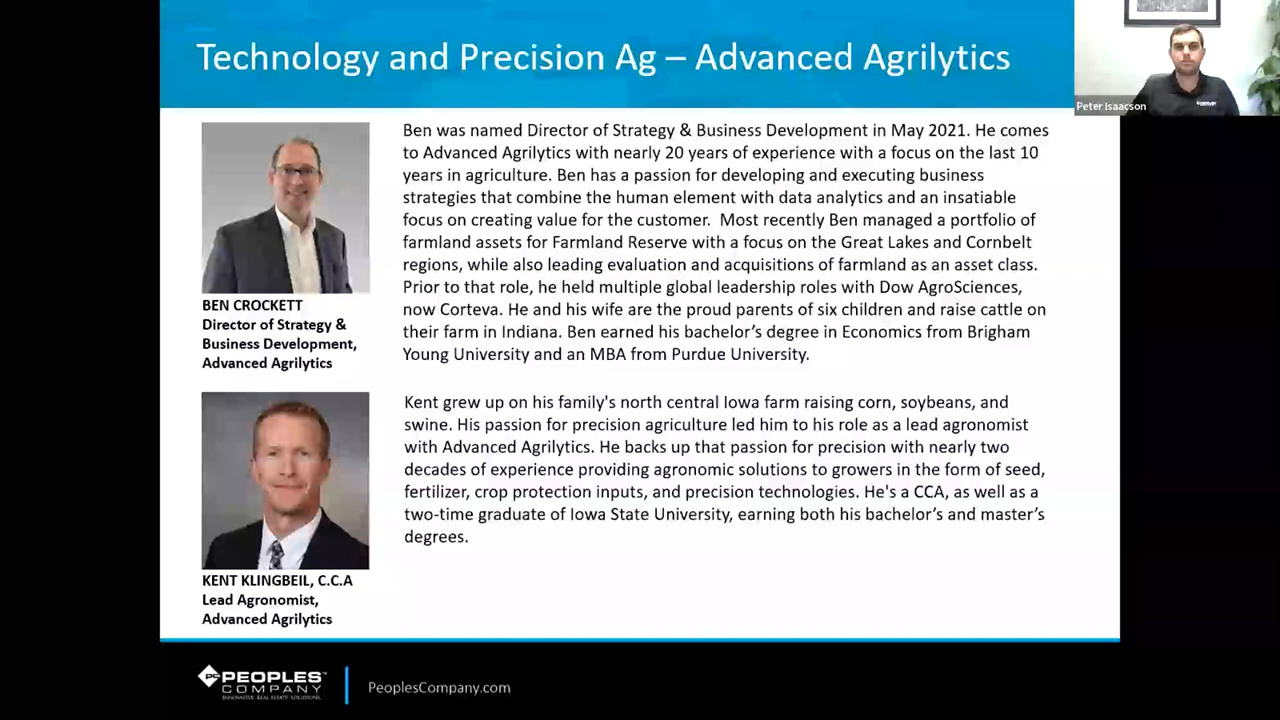 Technology and Precision Ag – Advanced Agrilytics
Peter Isaacson
Ben was named Director of Strategy & Business Development in May 2021. He comes
to Advanced Agrilytics with nearly 20 years of experience with a focus on the last 10
years in agriculture. Ben has a passion for developing and executing business
strategies that combine the human element with data analytics and an insatiable
focus on creating value for the customer.  Most recently Ben managed a portfolio of
farmland assets for Farmland Reserve with a focus on the Great Lakes and Cornbelt
regions, while also leading evaluation and acquisitions of farmland as an asset class.
Prior to that role, he held multiple global leadership roles with Dow AgroSciences,
now Corteva. He and his wife are the proud parents of six children and raise cattle on
their farm in Indiana. Ben earned his bachelor’s degree in Economics from Brigham
Young University and an MBA from Purdue University.
BEN CROCKETT
Director of Strategy &
Business Development,
Advanced Agrilytics
Kent grew up on his family's north central Iowa farm raising corn, soybeans, and
swine. His passion for precision agriculture led him to his role as a lead agronomist
with Advanced Agrilytics. He backs up that passion for precision with nearly two
decades of experience providing agronomic solutions to growers in the form of seed,
fertilizer, crop protection inputs, and precision technologies. He's a CCA, as well as a
two-time graduate of Iowa State University, earning both his bachelor’s and master’s
degrees.
KENT KLINGBEIL, C.C.A
Lead Agronomist,
Advanced Agrilytics
PC PEOPLES
COMPANY
INNOVATIVE REAL ESTATE SOLUTIONS
PeoplesCompany.com